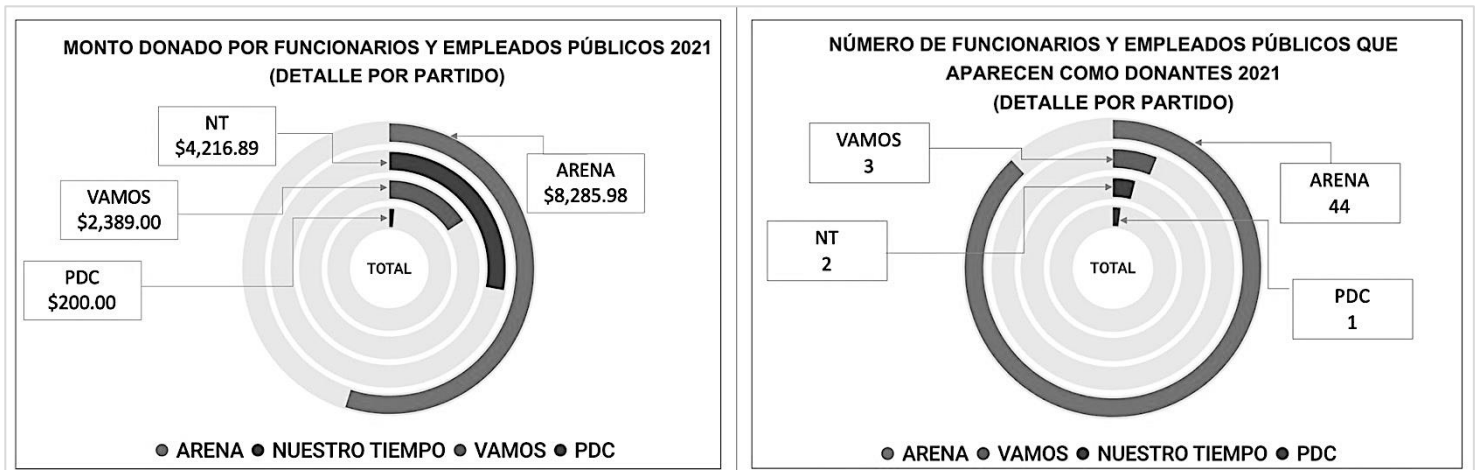 MONTO DONADO POR FUNCIONARIOS Y EMPLEADOS PÚBLICOS 2021
(DETALLE POR PARTIDO)
NT
$4,216.89
ARENA
$8,285.98
VAMOS
$2,389.00
PDC
$200.00
TOTAL
ARENA NUESTRO TIEMPO VAMOS PDC
NÚMERO DE FUNCIONARIOS Y EMPLEADOS PÚBLICOS QUE
APARECEN COMO DONANTES 2021
(DETALLE POR PARTIDO)
VAMOS
3
ARENA
44
NT
2
TOTAL
PDC
1
ARENA VAMOS NUESTRO TIEMPO PDC